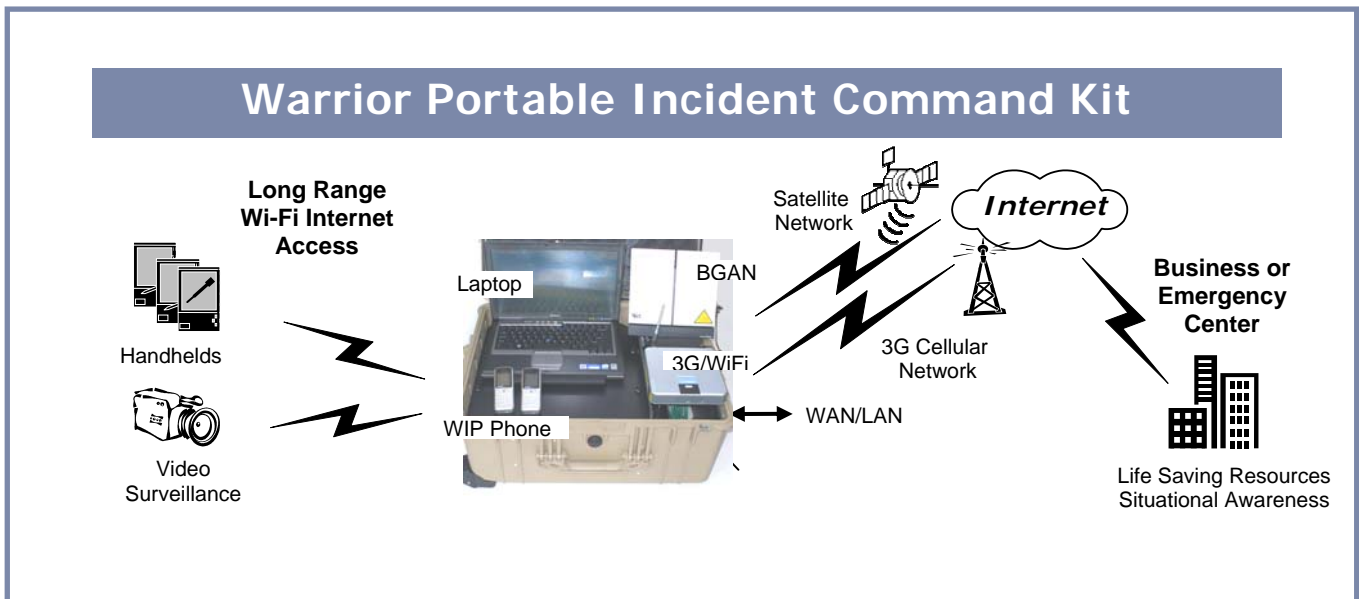 Warrior Portable Incident Command Kit
Long Range
Wi-Fi Internet
Access
Handhelds
Video
Surveillance
Laptop
BGAN
3G/WiFi
WIP Phone
WAN/LAN
Satellite
Network
Internet
3G Cellular
Network
Business or
Emergency
Center
Life Saving Resources
Situational Awareness